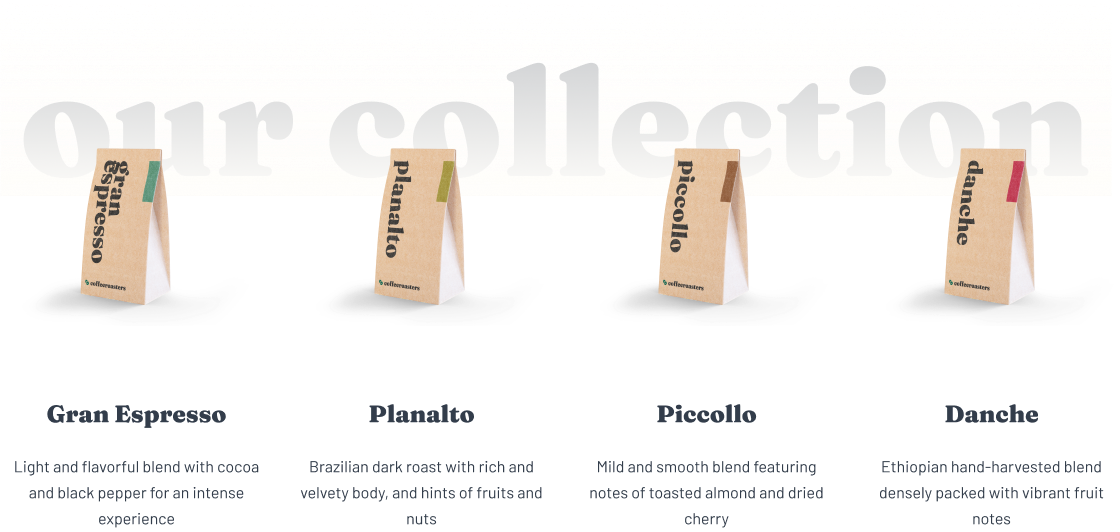 our collection
gran
espresso
coffeeroasters
planalto
coffeeroasters
piccollo
coffeeroasters
danche
coffeeroasters
Gran Espresso
Light and flavorful blend with cocoa
and black pepper for an intense
experience
Planalto
Brazilian dark roast with rich and
velvety body, and hints of fruits and
nuts
Piccollo
Mild and smooth blend featuring
notes of toasted almond and dried
cherry
Danche
Ethiopian hand-harvested blend
densely packed with vibrant fruit
notes